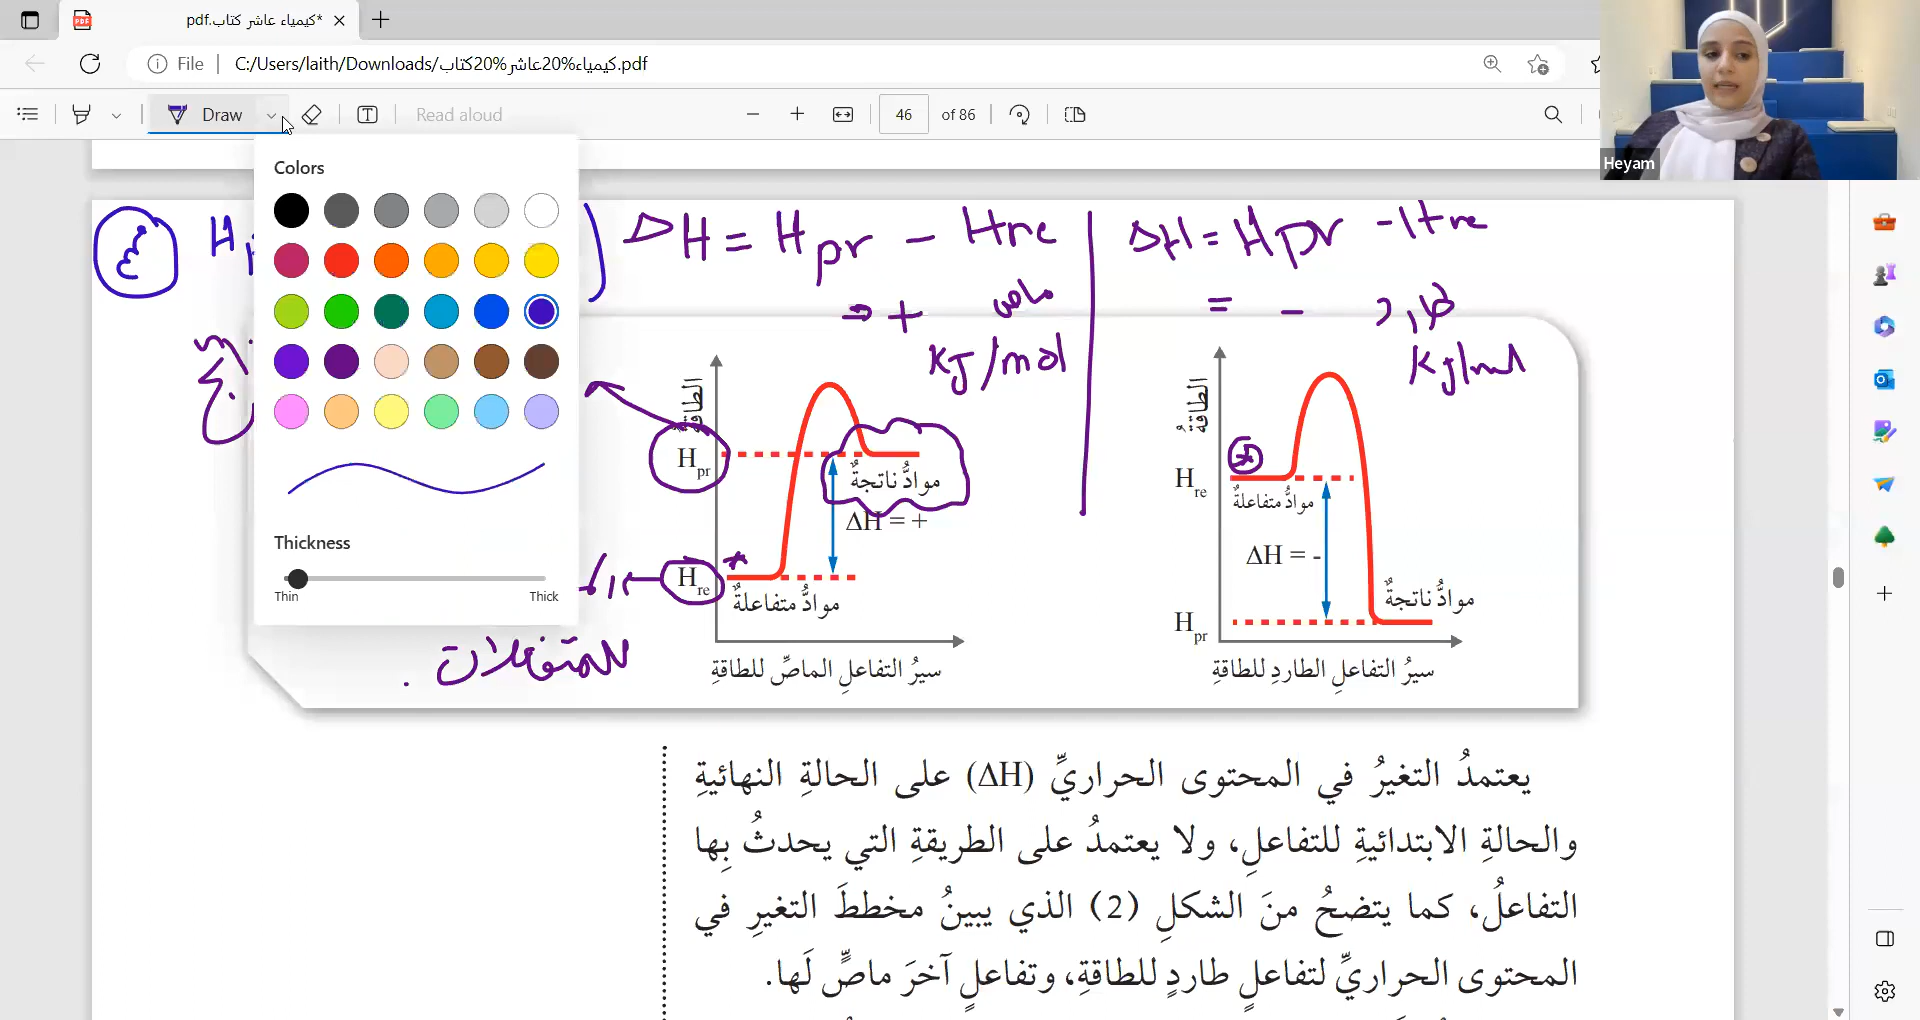 كيمياء عاشر كتاب.pdf*
File
C:/Users/laith/Downloads/كيمياء%20عاشر%20كتاب.pdf
Draw
Read aloud
46
of 86
Heyam
Colors
Thickness
Thin
Thick
٤
ΔH = Hpr - Hre
ΔH = Hpr - Hre
⇒ + ماص
= -
KJ/mol
KJ/mol
الطاقةُ
الطاقةُ
Hpr
موادُّ ناتجةٌ
ΔH = +
Hre
موادُّ متفاعلةٌ
Hre
موادُّ متفاعلةٌ
ΔH = -
موادُّ ناتجةٌ
Hpr
للمتفاعلات .
سيرُ التفاعلِ الماصِّ للطاقةِ
سيرُ التفاعلِ الطاردِ للطاقةِ
يعتمدُ التغيرُ في المحتوى الحراريِّ (ΔH) على الحالةِ النهائيةِ
والحالةِ الابتدائيةِ للتفاعلِ، ولا يعتمدُ على الطريقةِ التي يحدثُ بِها
التفاعلُ، كما يتضحُ منَ الشكلِ (2) الذي يبينُ مخططَ التغيرِ في
المحتوى الحراريِّ لتفاعلٍ طاردٍ للطاقةِ، وتفاعلٍ آخرَ ماصٍّ لَها.